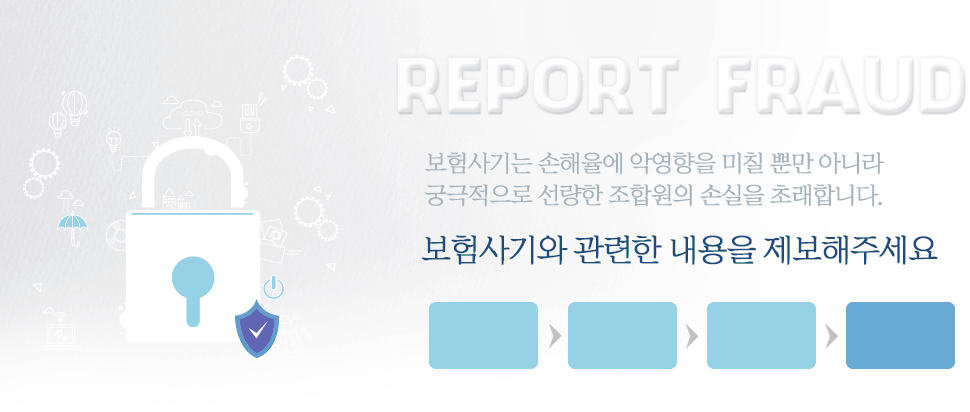 REPORT FRAUD
보험사기는 손해율에 악영향을 미칠 뿐만 아니라
궁극적으로 선량한 조합원의 손실을 초래합니다.
보험사기와 관련한 내용을 제보해주세요